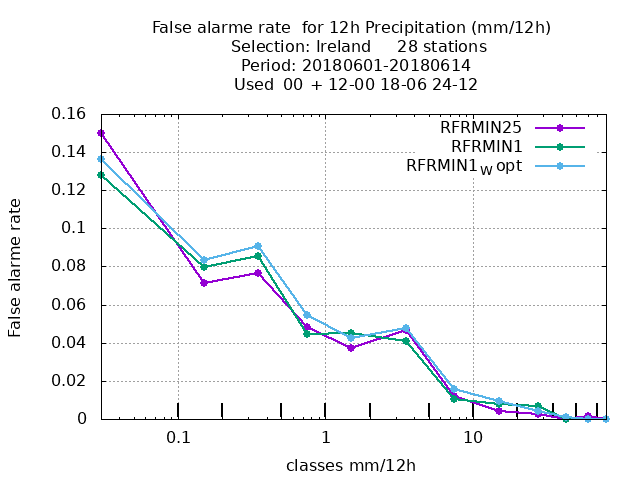 False alarme rate  for 12h Precipitation (mm/12h)
Selection: Ireland     28 stations
Period: 20180601-20180614
Used  00  + 12-00 18-06 24-12
RFRMIN25
RFRMIN1
RFRMIN1W opt
0.16
0.14
0.12
0.1
0.08
0.06
0.04
0.02
0
False alarme rate
0.1
1
10
classes mm/12h